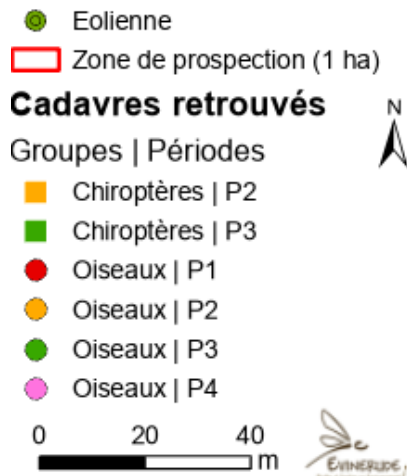 Eolienne
Zone de prospection (1 ha)
Cadavres retrouvés
N
Groupes | Périodes
Chiroptères | P2
Chiroptères | P3
Oiseaux | P1
Oiseaux | P2
Oiseaux | P3
Oiseaux | P4
0 20 40
m
EVINERUDE